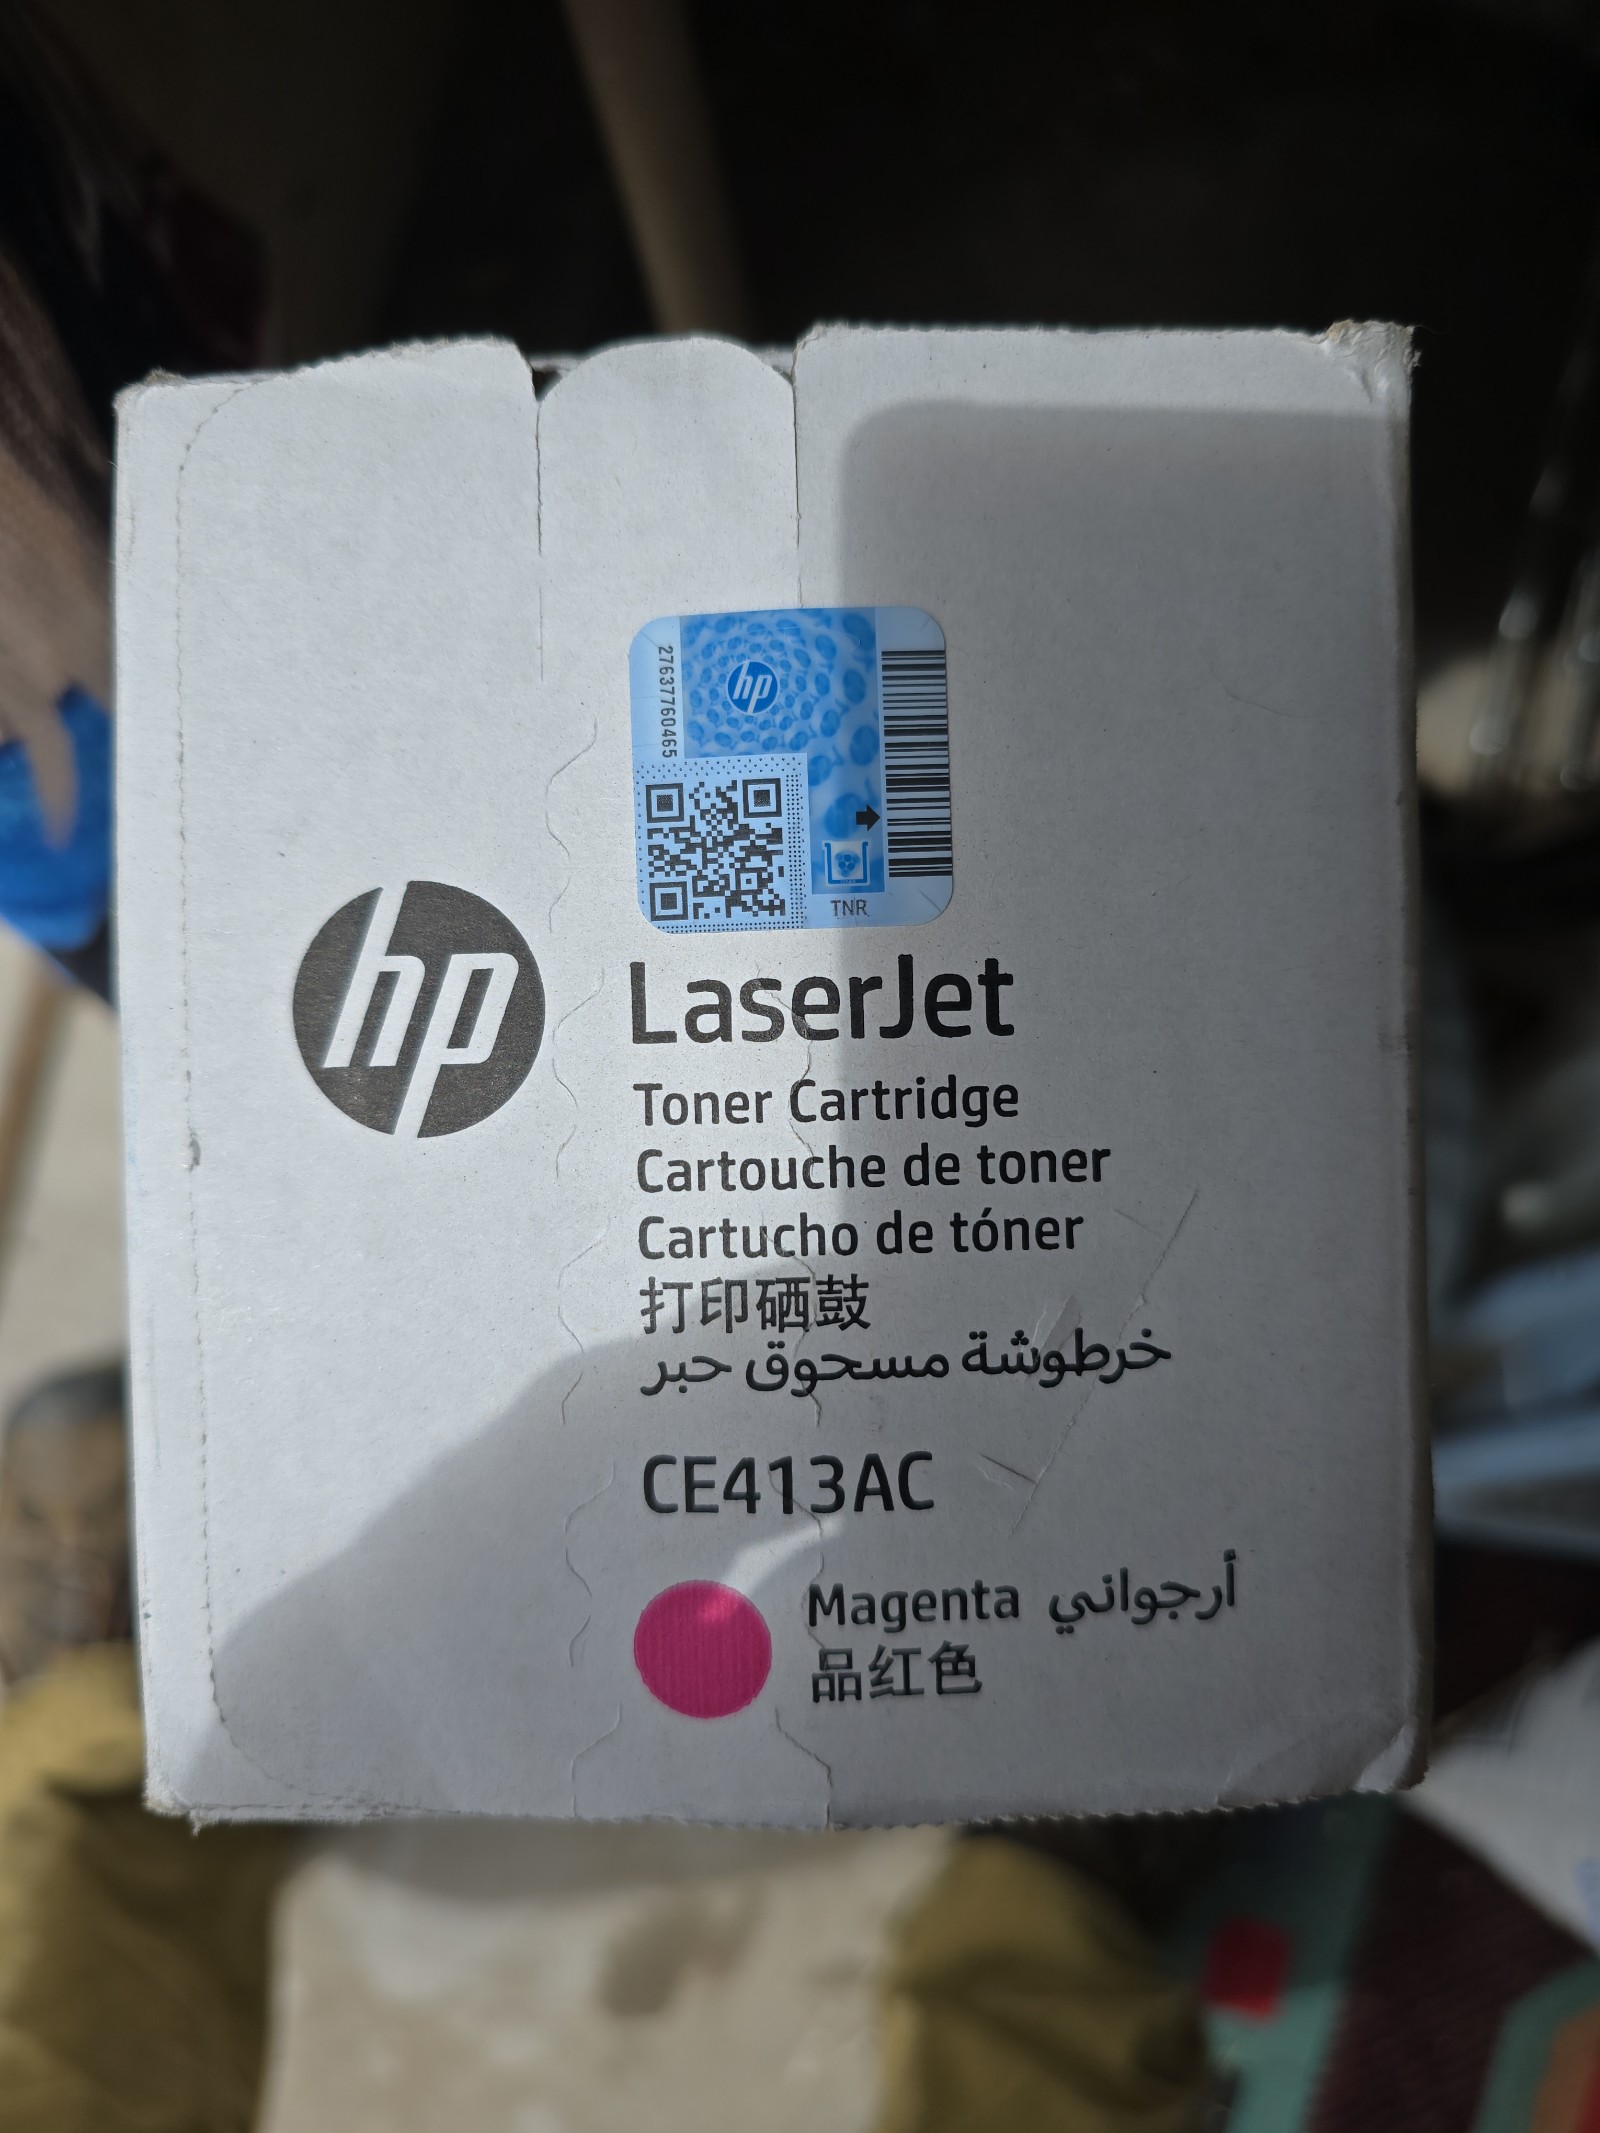 27637760465
hp
TNR
hp
LaserJet
Toner Cartridge
Cartouche de toner
Cartucho de tóner
打印硒鼓
خرطوشة مسحوق حبر
CE413AC
Magenta أرجواني
品红色